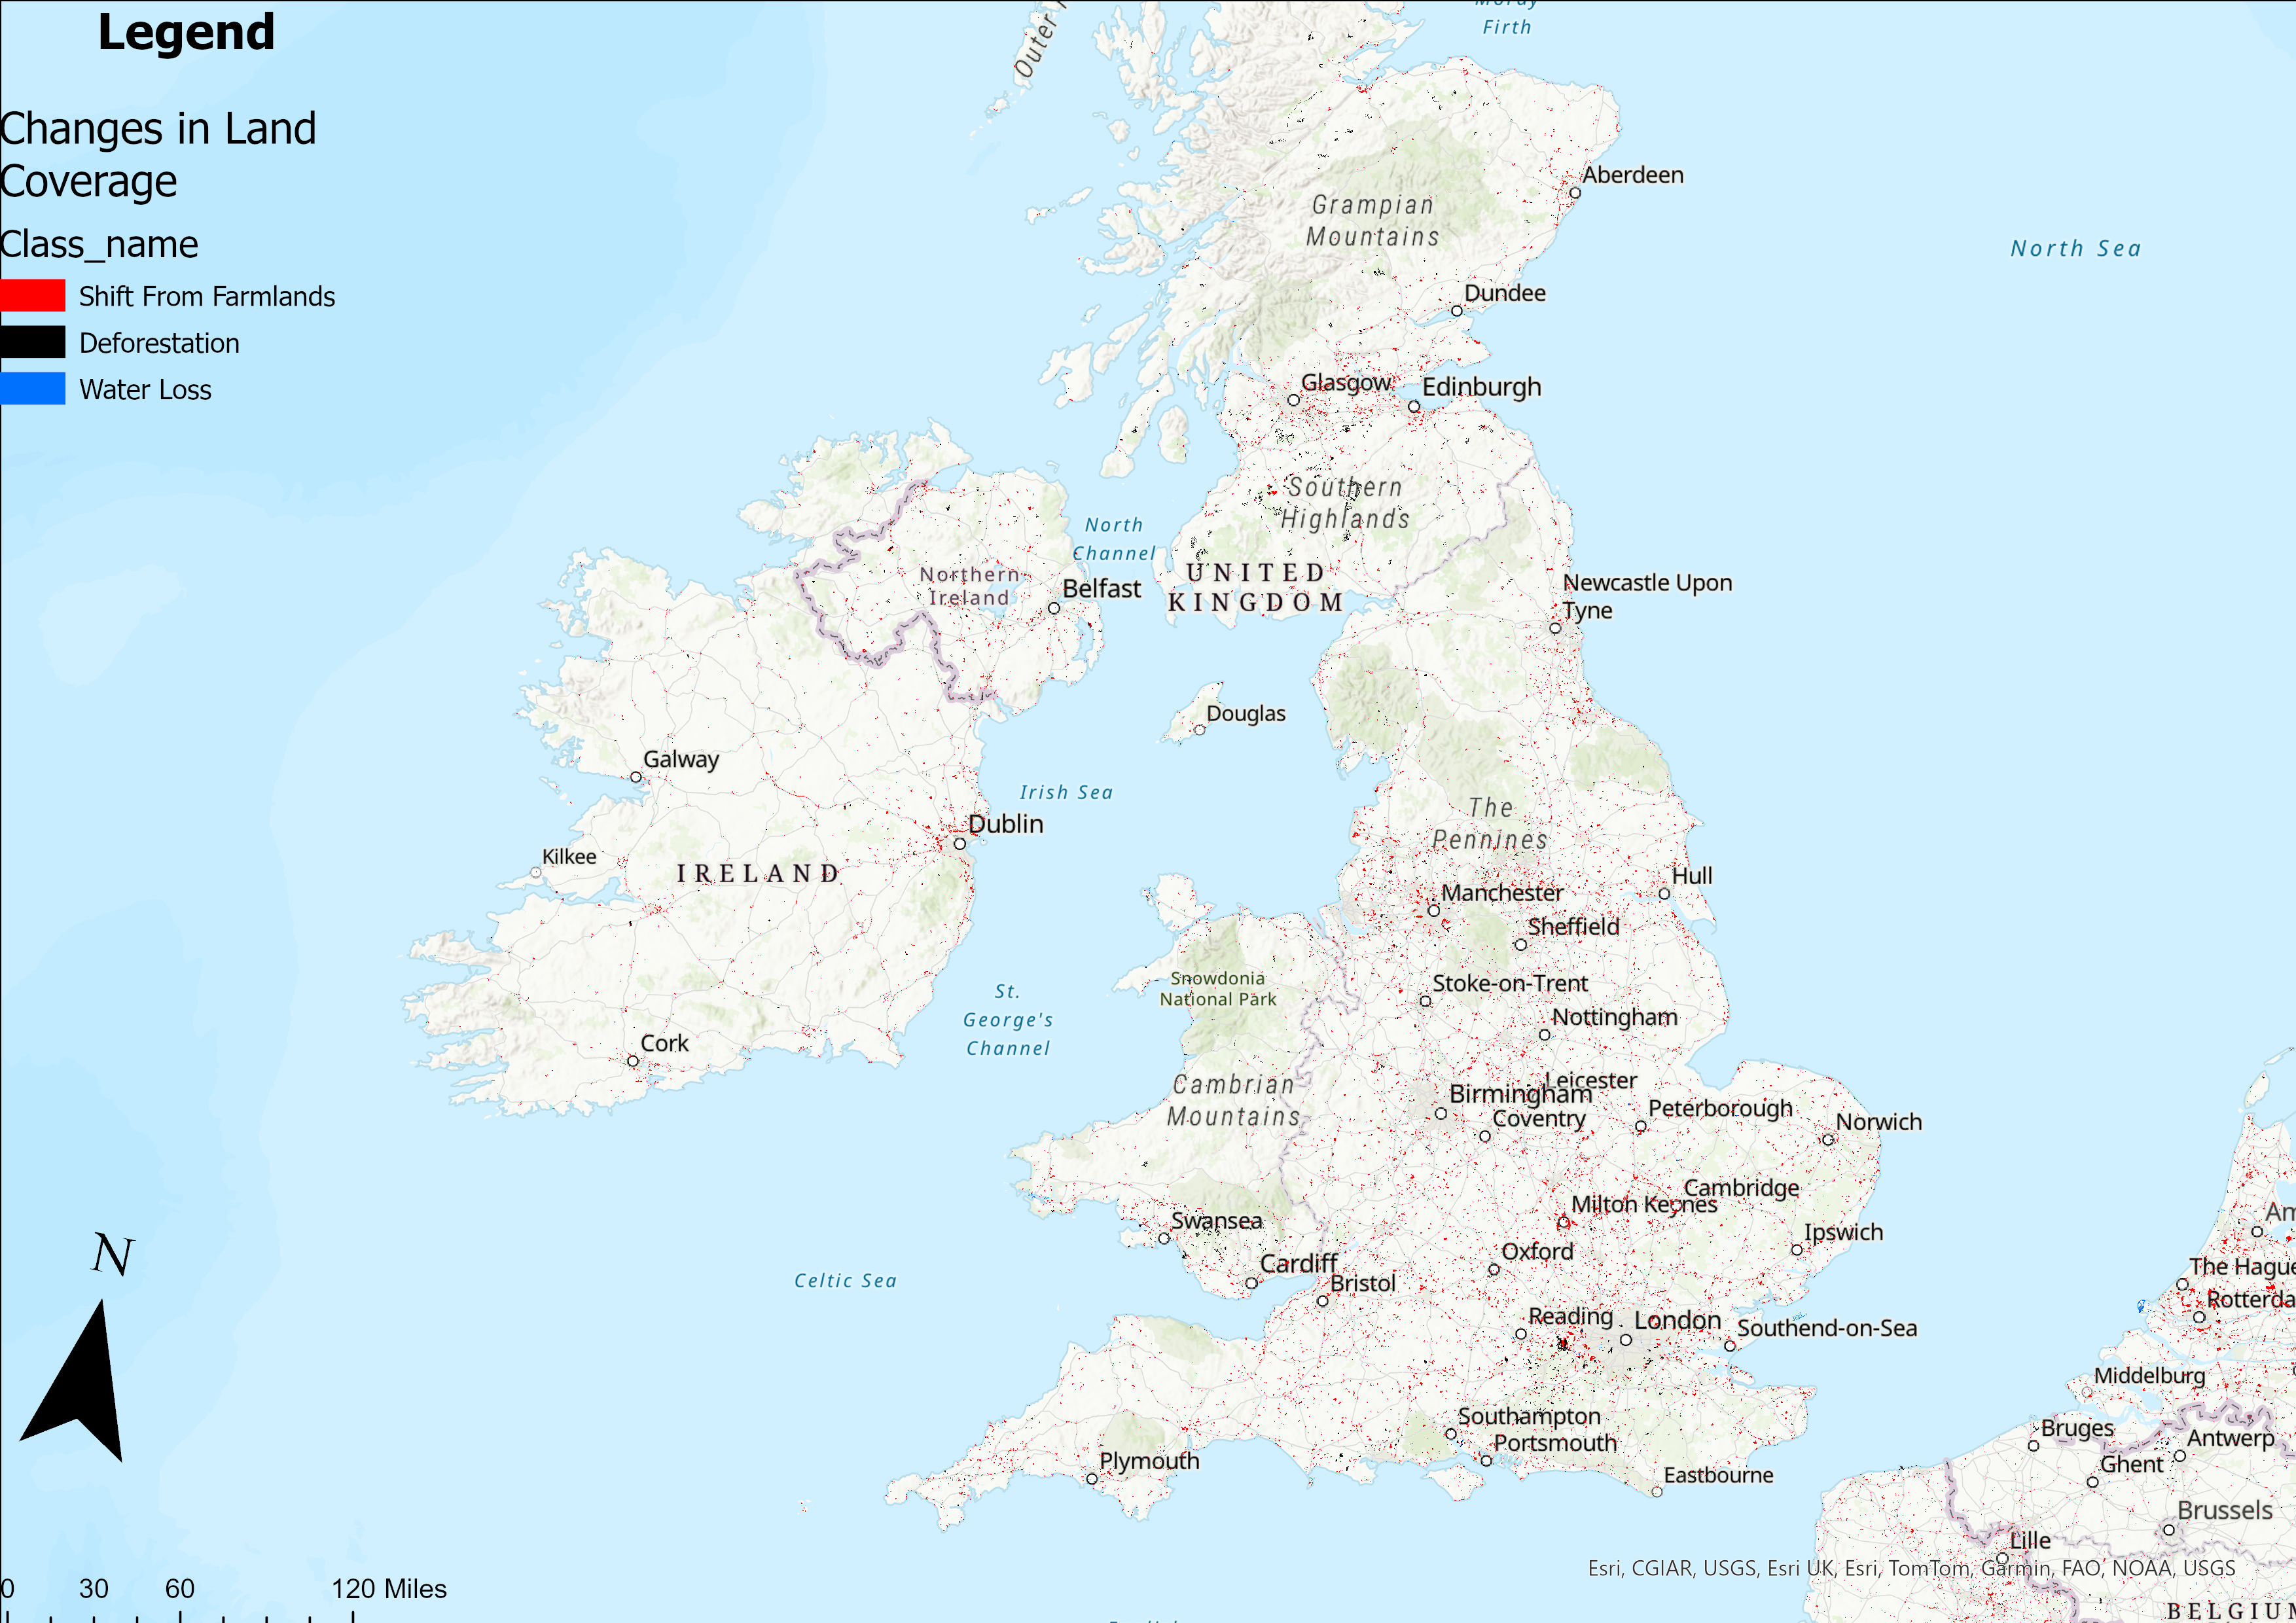 Legend
Changes in Land
Coverage
Class_name
Shift From Farmlands
Deforestation
Water Loss
Outer
Firth
Aberdeen
Grampian
Mountains
North Sea
Dundee
Glasgow
Edinburgh
Southern
Highlands
North
Channel
Northern
Ireland
Belfast
UNITED
KINGDOM
Newcastle Upon
Tyne
Douglas
Galway
Irish Sea
Dublin
The
Pennines
Kilkee
IRELAND
Hull
Manchester
Sheffield
Snowdonia
National Park
Stoke-on-Trent
St.
George's
Channel
Nottingham
Cork
Cambrian
Mountains
Leicester
Birmingham
Coventry
Peterborough
Norwich
Cambridge
Milton Keynes
Swansea
Ipswich
Oxford
Cardiff
Bristol
Celtic Sea
N
The Hague
Reading
London
Southend-on-Sea
Middelburg
Southampton
Portsmouth
Bruges
Antwerp
Plymouth
Ghent
Eastbourne
Brussels
Lille
Esri, CGIAR, USGS, Esri UK, Esri, TomTom, Garmin, FAO, NOAA, USGS
0 30 60 120 Miles